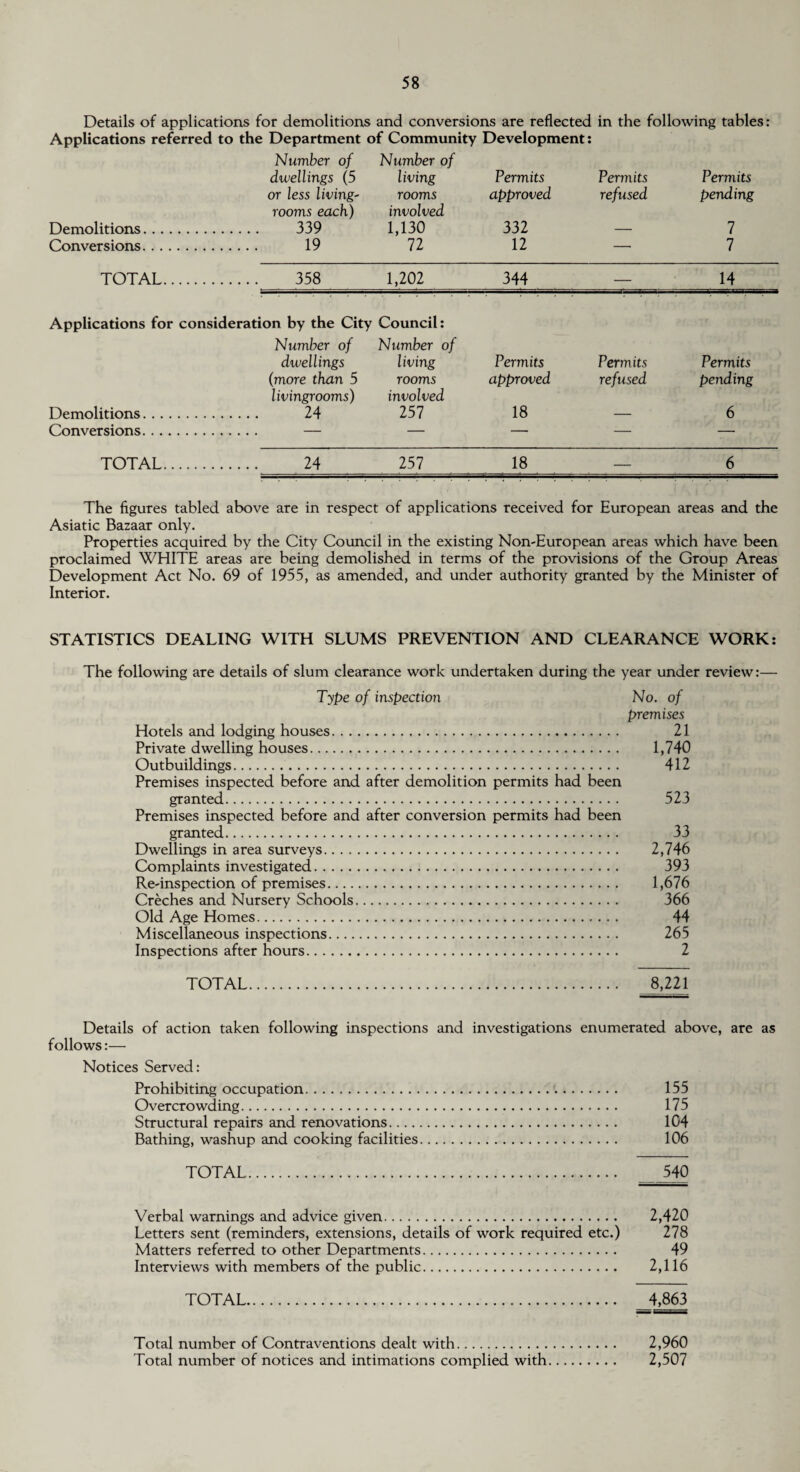 58
Details of applications for demolitions and conversions are reflected in the following tables:
Applications referred to the Department of Community Development:
Number of Number of
dwellings (5 living Permits Permits Permits
or less living- rooms approved refused pending
rooms each) involved
Demolitions.............. 339 1,130 332 — 7
Conversions.............. 19 72 12 — 7
TOTAL............ 358 1,202 344 — 14
Applications for consideration by the City Council:
Number of Number of
dwellings living Permits Permits Permits
(more than 5 rooms approved refused pending
livingrooms) involved
Demolitions.............. 24 257 18 — 6
Conversions.............. — — — — —
TOTAL............ 24 257 18 — 6
The figures tabled above are in respect of applications received for European areas and the
Asiatic Bazaar only.
Properties acquired by the City Council in the existing Non-European areas which have been
proclaimed WHITE areas are being demolished in terms of the provisions of the Group Areas
Development Act No. 69 of 1955, as amended, and under authority granted by the Minister of
Interior.
STATISTICS DEALING WITH SLUMS PREVENTION AND CLEARANCE WORK:
The following are details of slum clearance work undertaken during the year under review:—
Type of inspection No. of
premises
Hotels and lodging houses........................................ 21
Private dwelling houses........................................ 1,740
Outbuildings........................................ 412
Premises inspected before and after demolition permits had been
granted........................................ 523
Premises inspected before and after conversion permits had been
granted........................................ 33
Dwellings in area surveys........................................ 2,746
Complaints investigated........................................ 393
Re-inspection of premises........................................ 1,676
Crèches and Nursery Schools........................................ 366
Old Age Homes........................................ 44
Miscellaneous inspections........................................ 265
Inspections after hours........................................ 2
TOTAL........................................ 8,221
Details of action taken following inspections and investigations enumerated above, are as
follows:—
Notices Served:
Prohibiting occupation........................................ 155
Overcrowding........................................ 175
Structural repairs and renovations........................................ 104
Bathing, washup and cooking facilities........................................ 106
TOTAL........................................ 540
Verbal warnings and advice given........................................ 2,420
Letters sent (reminders, extensions, details of work required etc.) 278
Matters referred to other Departments........................................ 49
Interviews with members of the public........................................ 2,116
TOTAL........................................ 4,863
Total number of Contraventions dealt with.................... 2,960
Total number of notices and intimations complied with......... 2,507